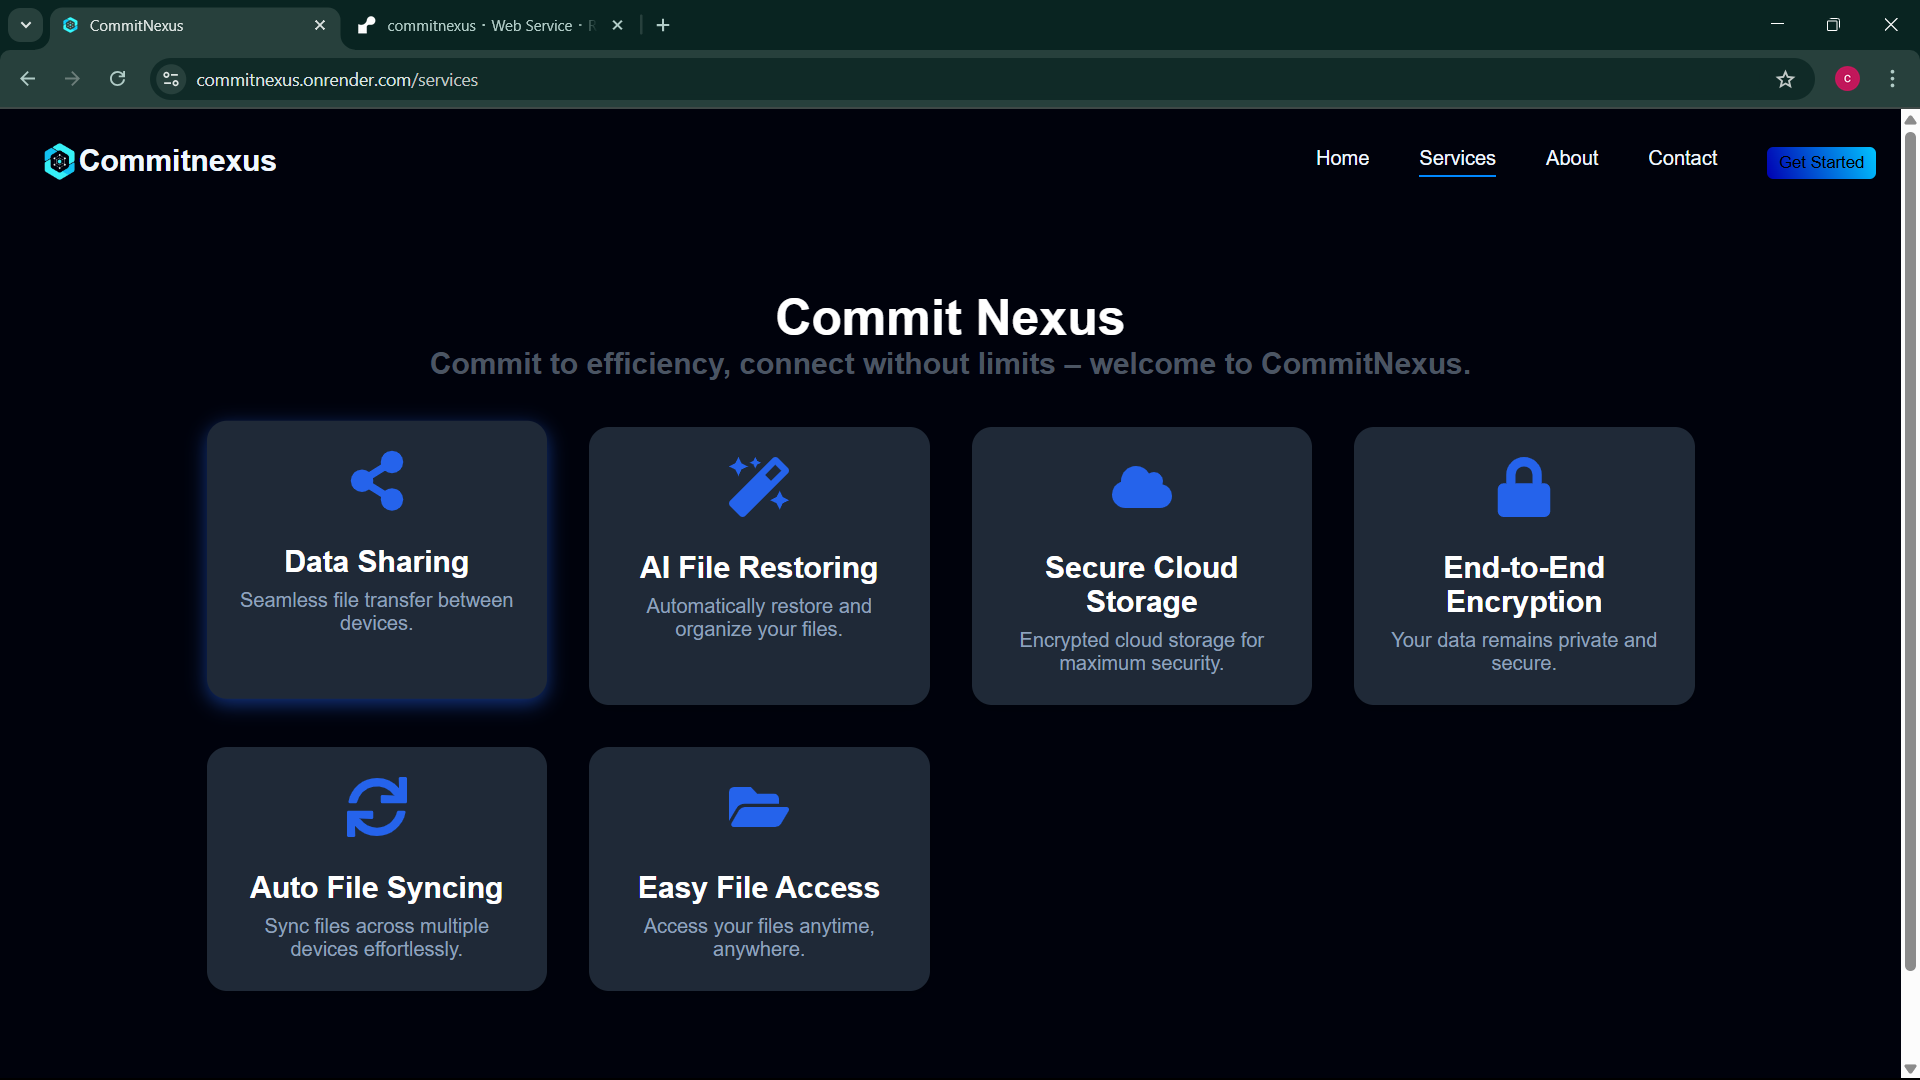 CommitNexus
commitnexus · Web Service ·
commitnexus.onrender.com/services
C
Commitnexus
Home
Services
About
Contact
Get Started
Commit Nexus
Commit to efficiency, connect without limits – welcome to CommitNexus.
Data Sharing
Seamless file transfer between
devices.
AI File Restoring
Automatically restore and
organize your files.
Secure Cloud
Storage
Encrypted cloud storage for
maximum security.
End-to-End
Encryption
Your data remains private and
secure.
Auto File Syncing
Sync files across multiple
devices effortlessly.
Easy File Access
Access your files anytime,
anywhere.